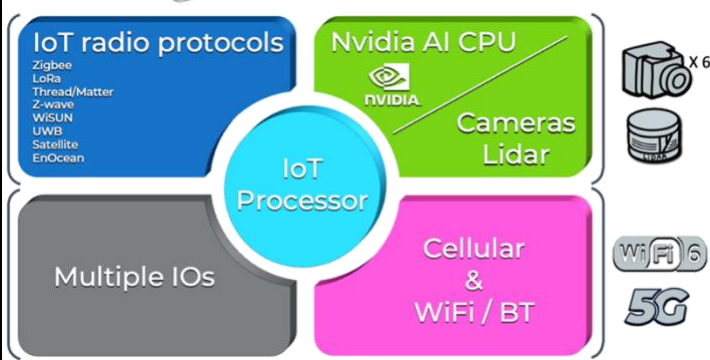 IoT radio protocols
Zigbee
LoRa
Thread/Matter
Z-wave
WiSUN
UWB
Satellite
EnOcean
Nvidia AI CPU
NVIDIA
Cameras
Lidar
X 6
LIDAR
IoT
Processor
Multiple IOs
Cellular
&
WiFi / BT
WiFi 6
5G